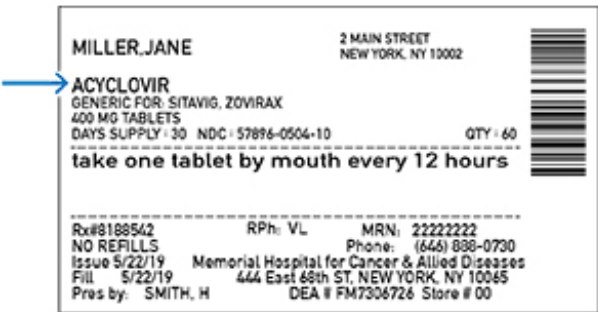 MILLER,JANE
2 MAIN STREET
NEW YORK, NY 10002
ACYCLOVIR
GENERIC FOR: SITAVIG, ZOVIRAX
400 MG TABLETS
DAYS SUPPLY: 30 NDC: 57896-0504-10 QTY: 60
take one tablet by mouth every 12 hours
Rx#8188542 RPh: VL MRN: 22222222
NO REFILLS Phone: (646) 888-0730
Issue 5/22/19 Memorial Hospital for Cancer & Allied Diseases
Fill 5/22/19 444 East 68th ST, NEW YORK, NY 10065
Pres by: SMITH, H DEA # FM7306726 Store # 00